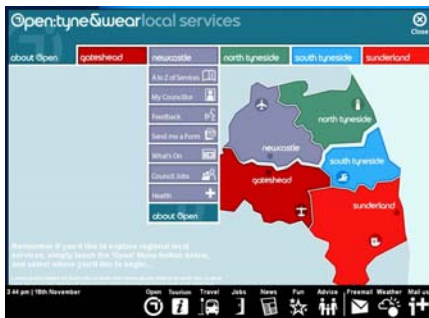 Open:tyne&wear local services
Close
about Open gateshead newcastle north tyneside south tyneside sunderland
A to Z of Services
My Councillor
Feedback
Send me a Form
What's On
Council Jobs
Health
about Open
north tyneside
newcastle
south tyneside
gateshead
sunderland
Remember if you'd like to explore regional local
services, simply touch the 'Open' Menu button below,
and select where you'd like to begin...
3 44 pm | 18th November
Open Tourism Travel Jobs News Fun Advice Freemail Weather Mail us